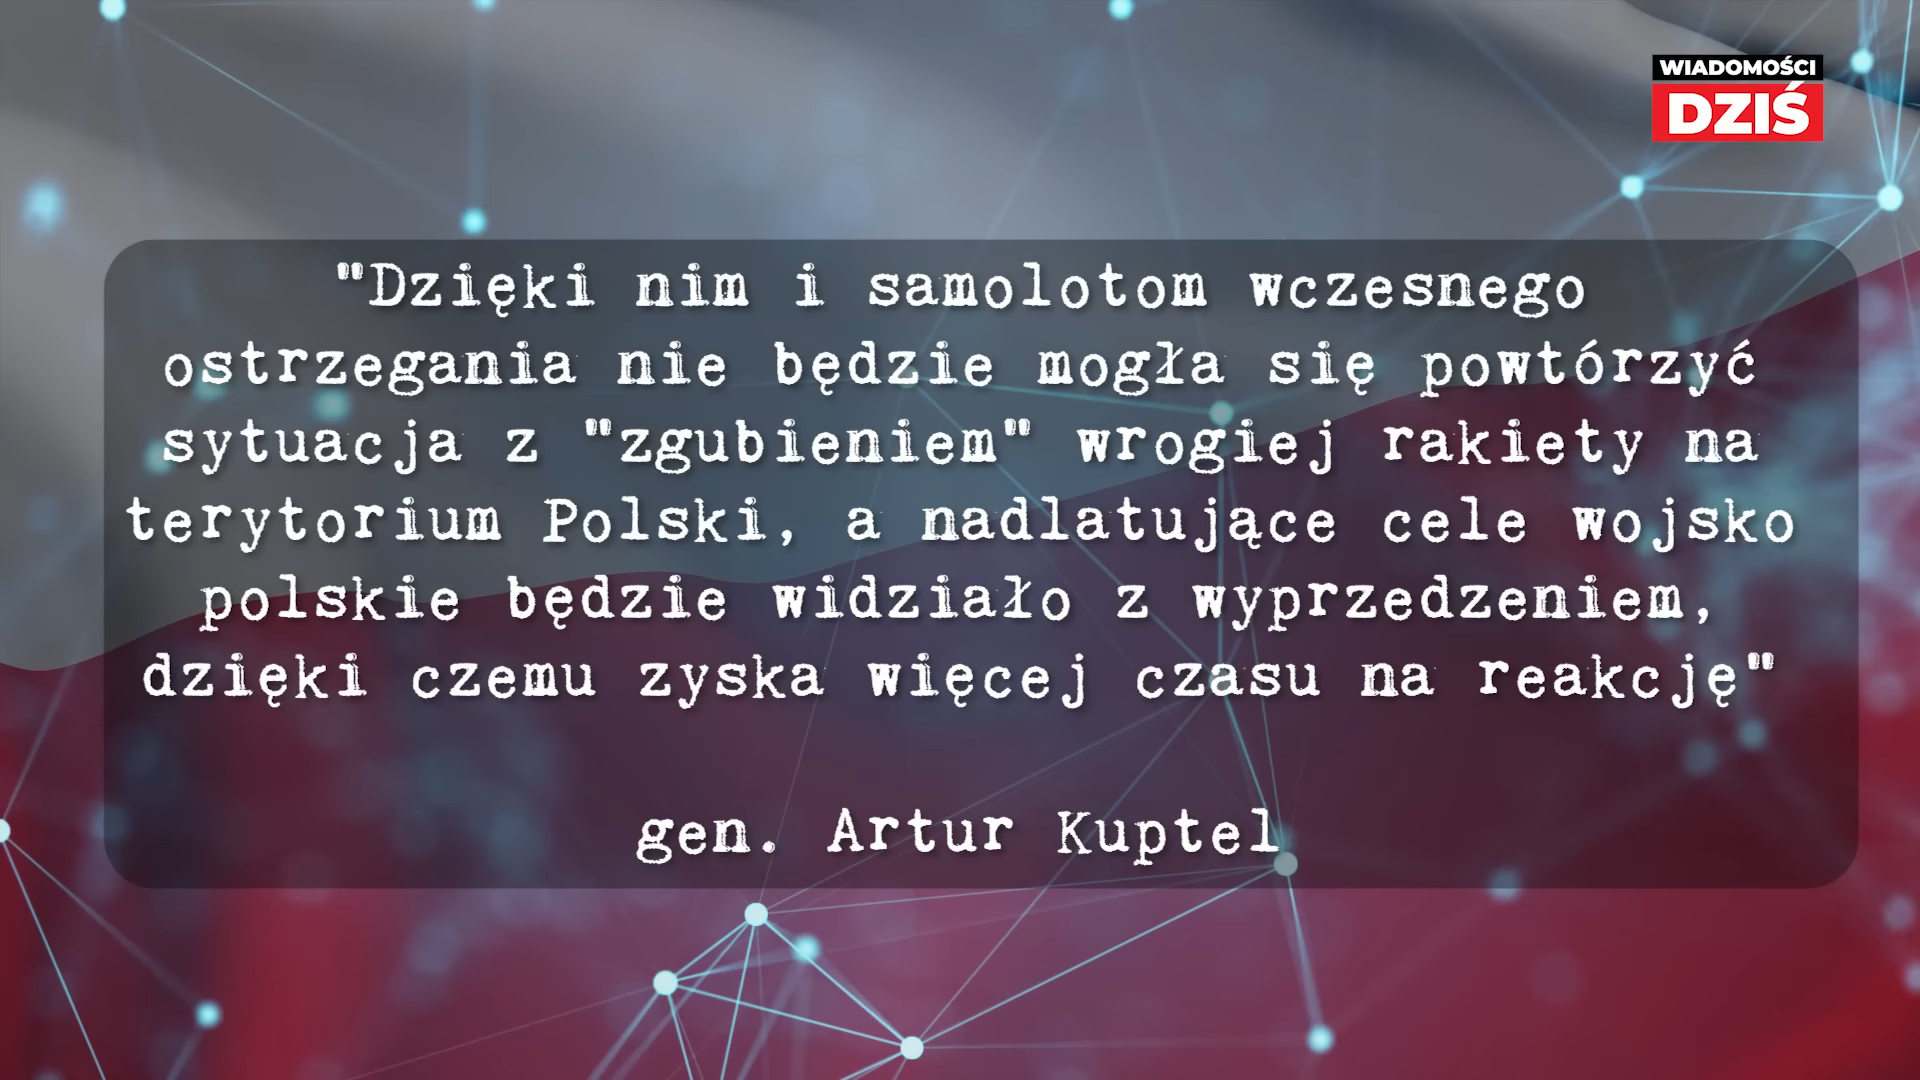 WIADOMOŚCI
DZIŚ
"Dzięki nim i samolotom wczesnego
ostrzegania nie będzie mogła się powtórzyć
sytuacja z "zgubieniem" wrogiej rakiety na
terytorium Polski, a nadlatujące cele wojsko
polskie będzie widziało z wyprzedzeniem,
dzięki czemu zyska więcej czasu na reakcję"
gen. Artur Kuptel